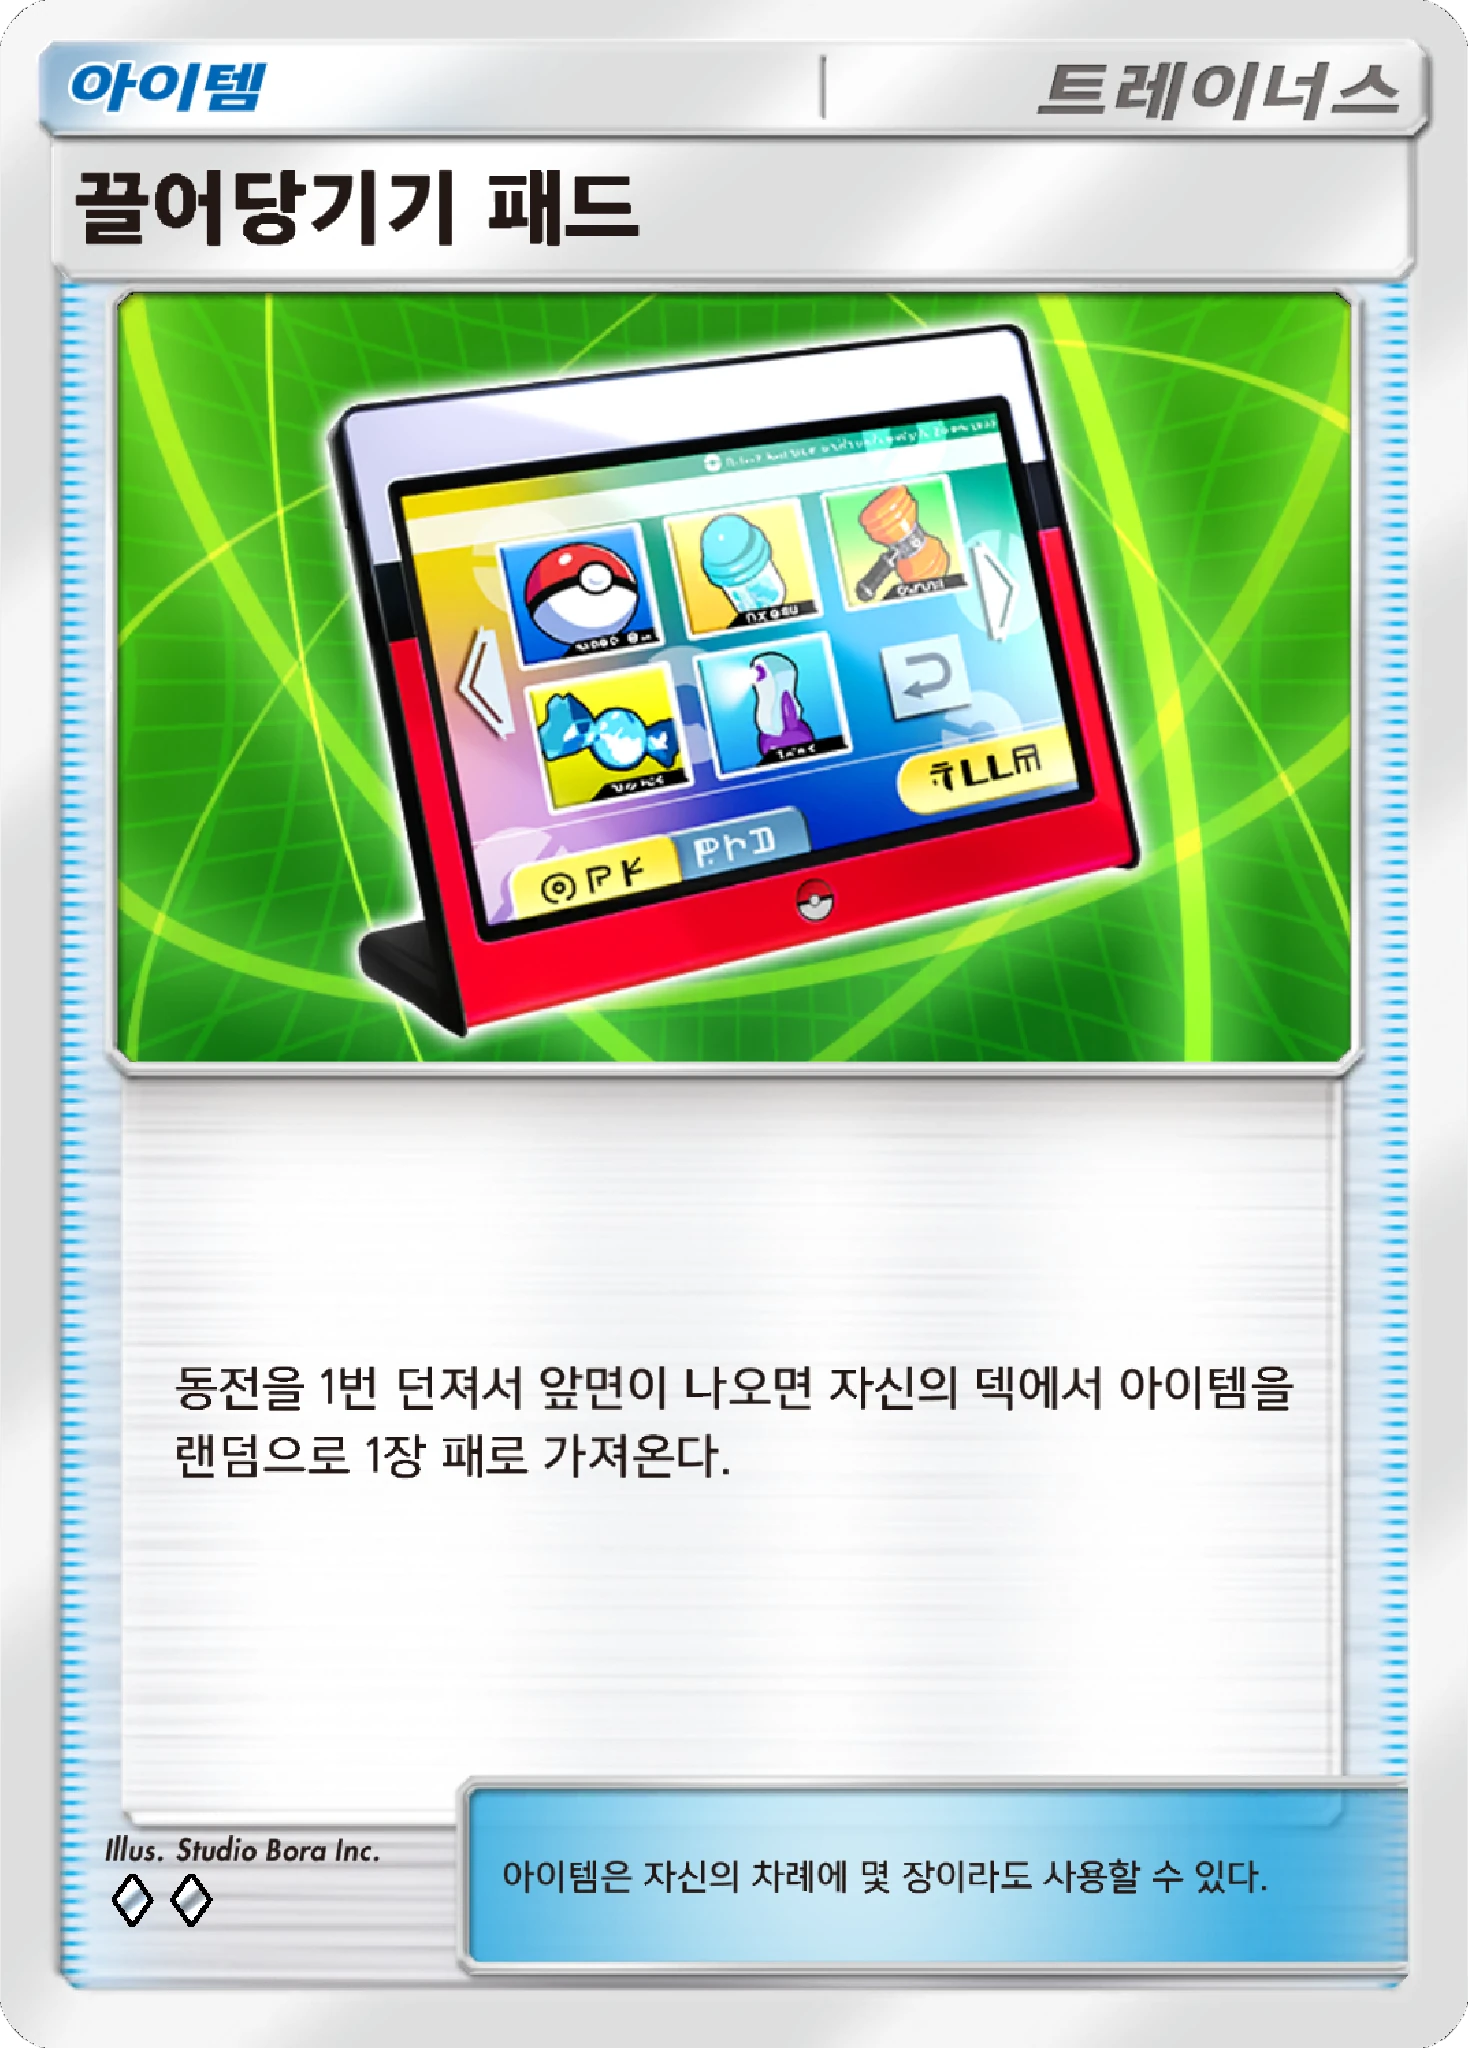 아이템
트레이너스
끌어당기기 패드
동전을 1번 던져서 앞면이 나오면 자신의 덱에서 아이템을
랜덤으로 1장 패로 가져온다.
Illus. Studio Bora Inc.
아이템은 자신의 차례에 몇 장이라도 사용할 수 있다.